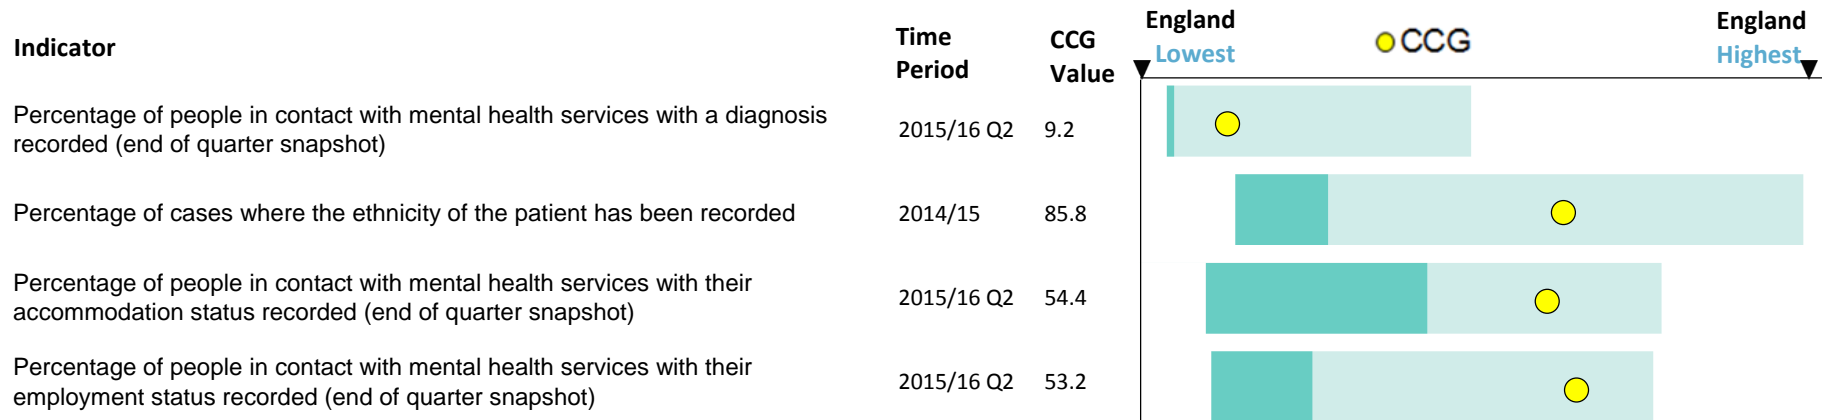 Indicator
Time Period
CCG Value
England Lowest
CCG
England Highest
Percentage of people in contact with mental health services with a diagnosis
recorded (end of quarter snapshot)
2015/16 Q2
9.2
Percentage of cases where the ethnicity of the patient has been recorded
2014/15
85.8
Percentage of people in contact with mental health services with their
accommodation status recorded (end of quarter snapshot)
2015/16 Q2
54.4
Percentage of people in contact with mental health services with their
employment status recorded (end of quarter snapshot)
2015/16 Q2
53.2